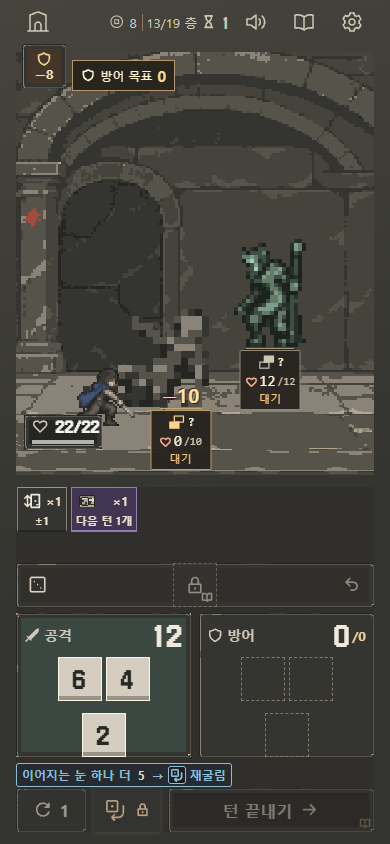 8 13/19 층 1
−8
방어 목표 0
−10
?
12/12
대기
?
0/10
대기
22/22
×1
±1
×1
다음 턴 1개
공격 12
방어 0/0
6 4
2
이어지는 눈 하나 더 5 → 재굴림
1
턴 끝내기 →